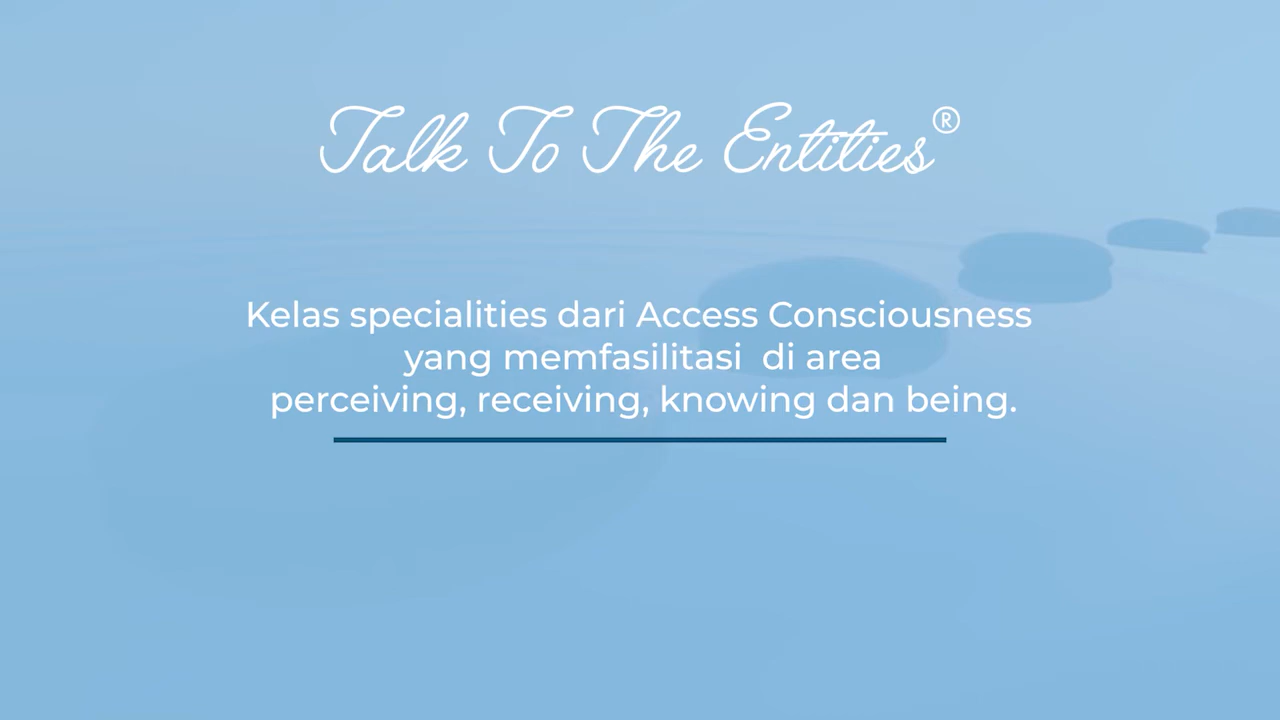 Talk To The Entities®
Kelas specialities dari Access Consciousness
yang memfasilitasi  di area
perceiving, receiving, knowing dan being.